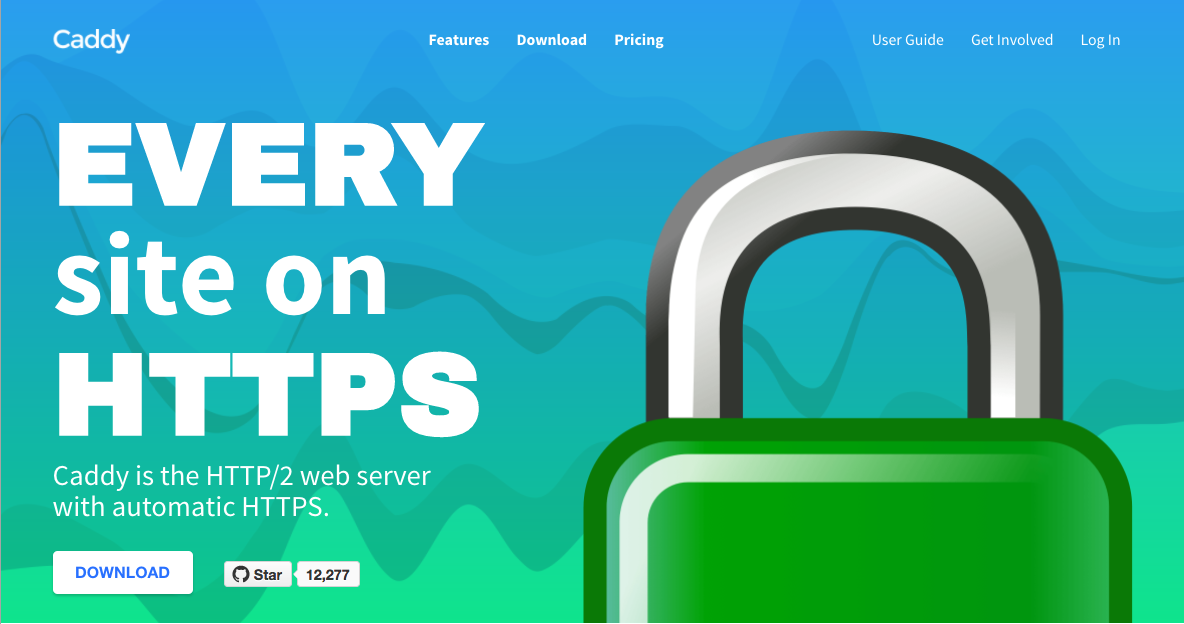 Caddy
Features Download Pricing
User Guide Get Involved Log In
EVERY
site on
HTTPS
Caddy is the HTTP/2 web server
with automatic HTTPS.
DOWNLOAD
Star 12,277